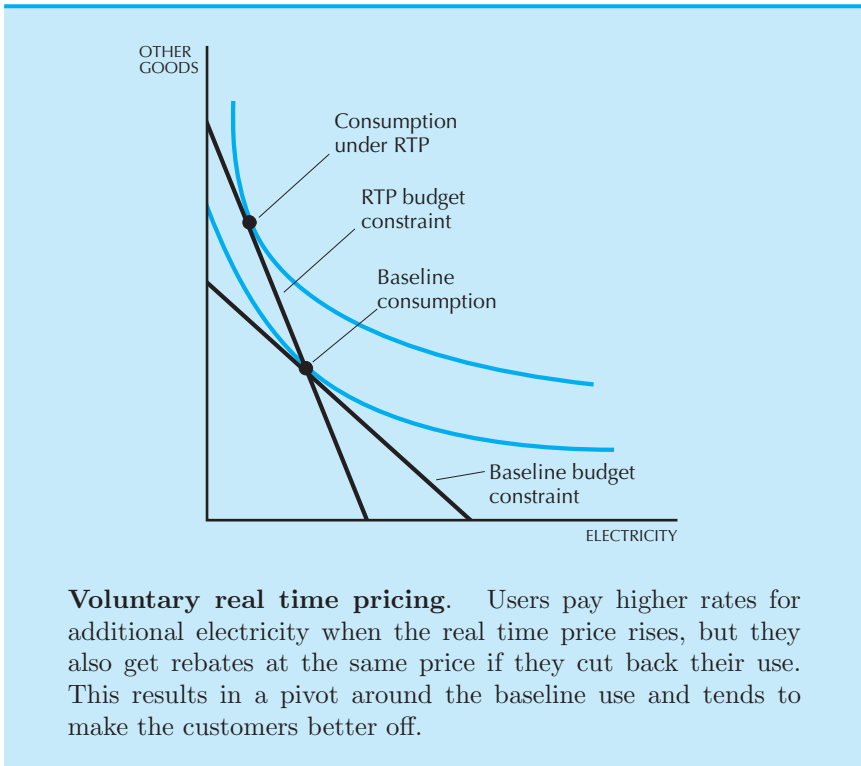 OTHER
GOODS
Consumption
under RTP
RTP budget
constraint
Baseline
consumption
Baseline budget
constraint
ELECTRICITY
Voluntary real time pricing. Users pay higher rates for
additional electricity when the real time price rises, but they
also get rebates at the same price if they cut back their use.
This results in a pivot around the baseline use and tends to
make the customers better off.